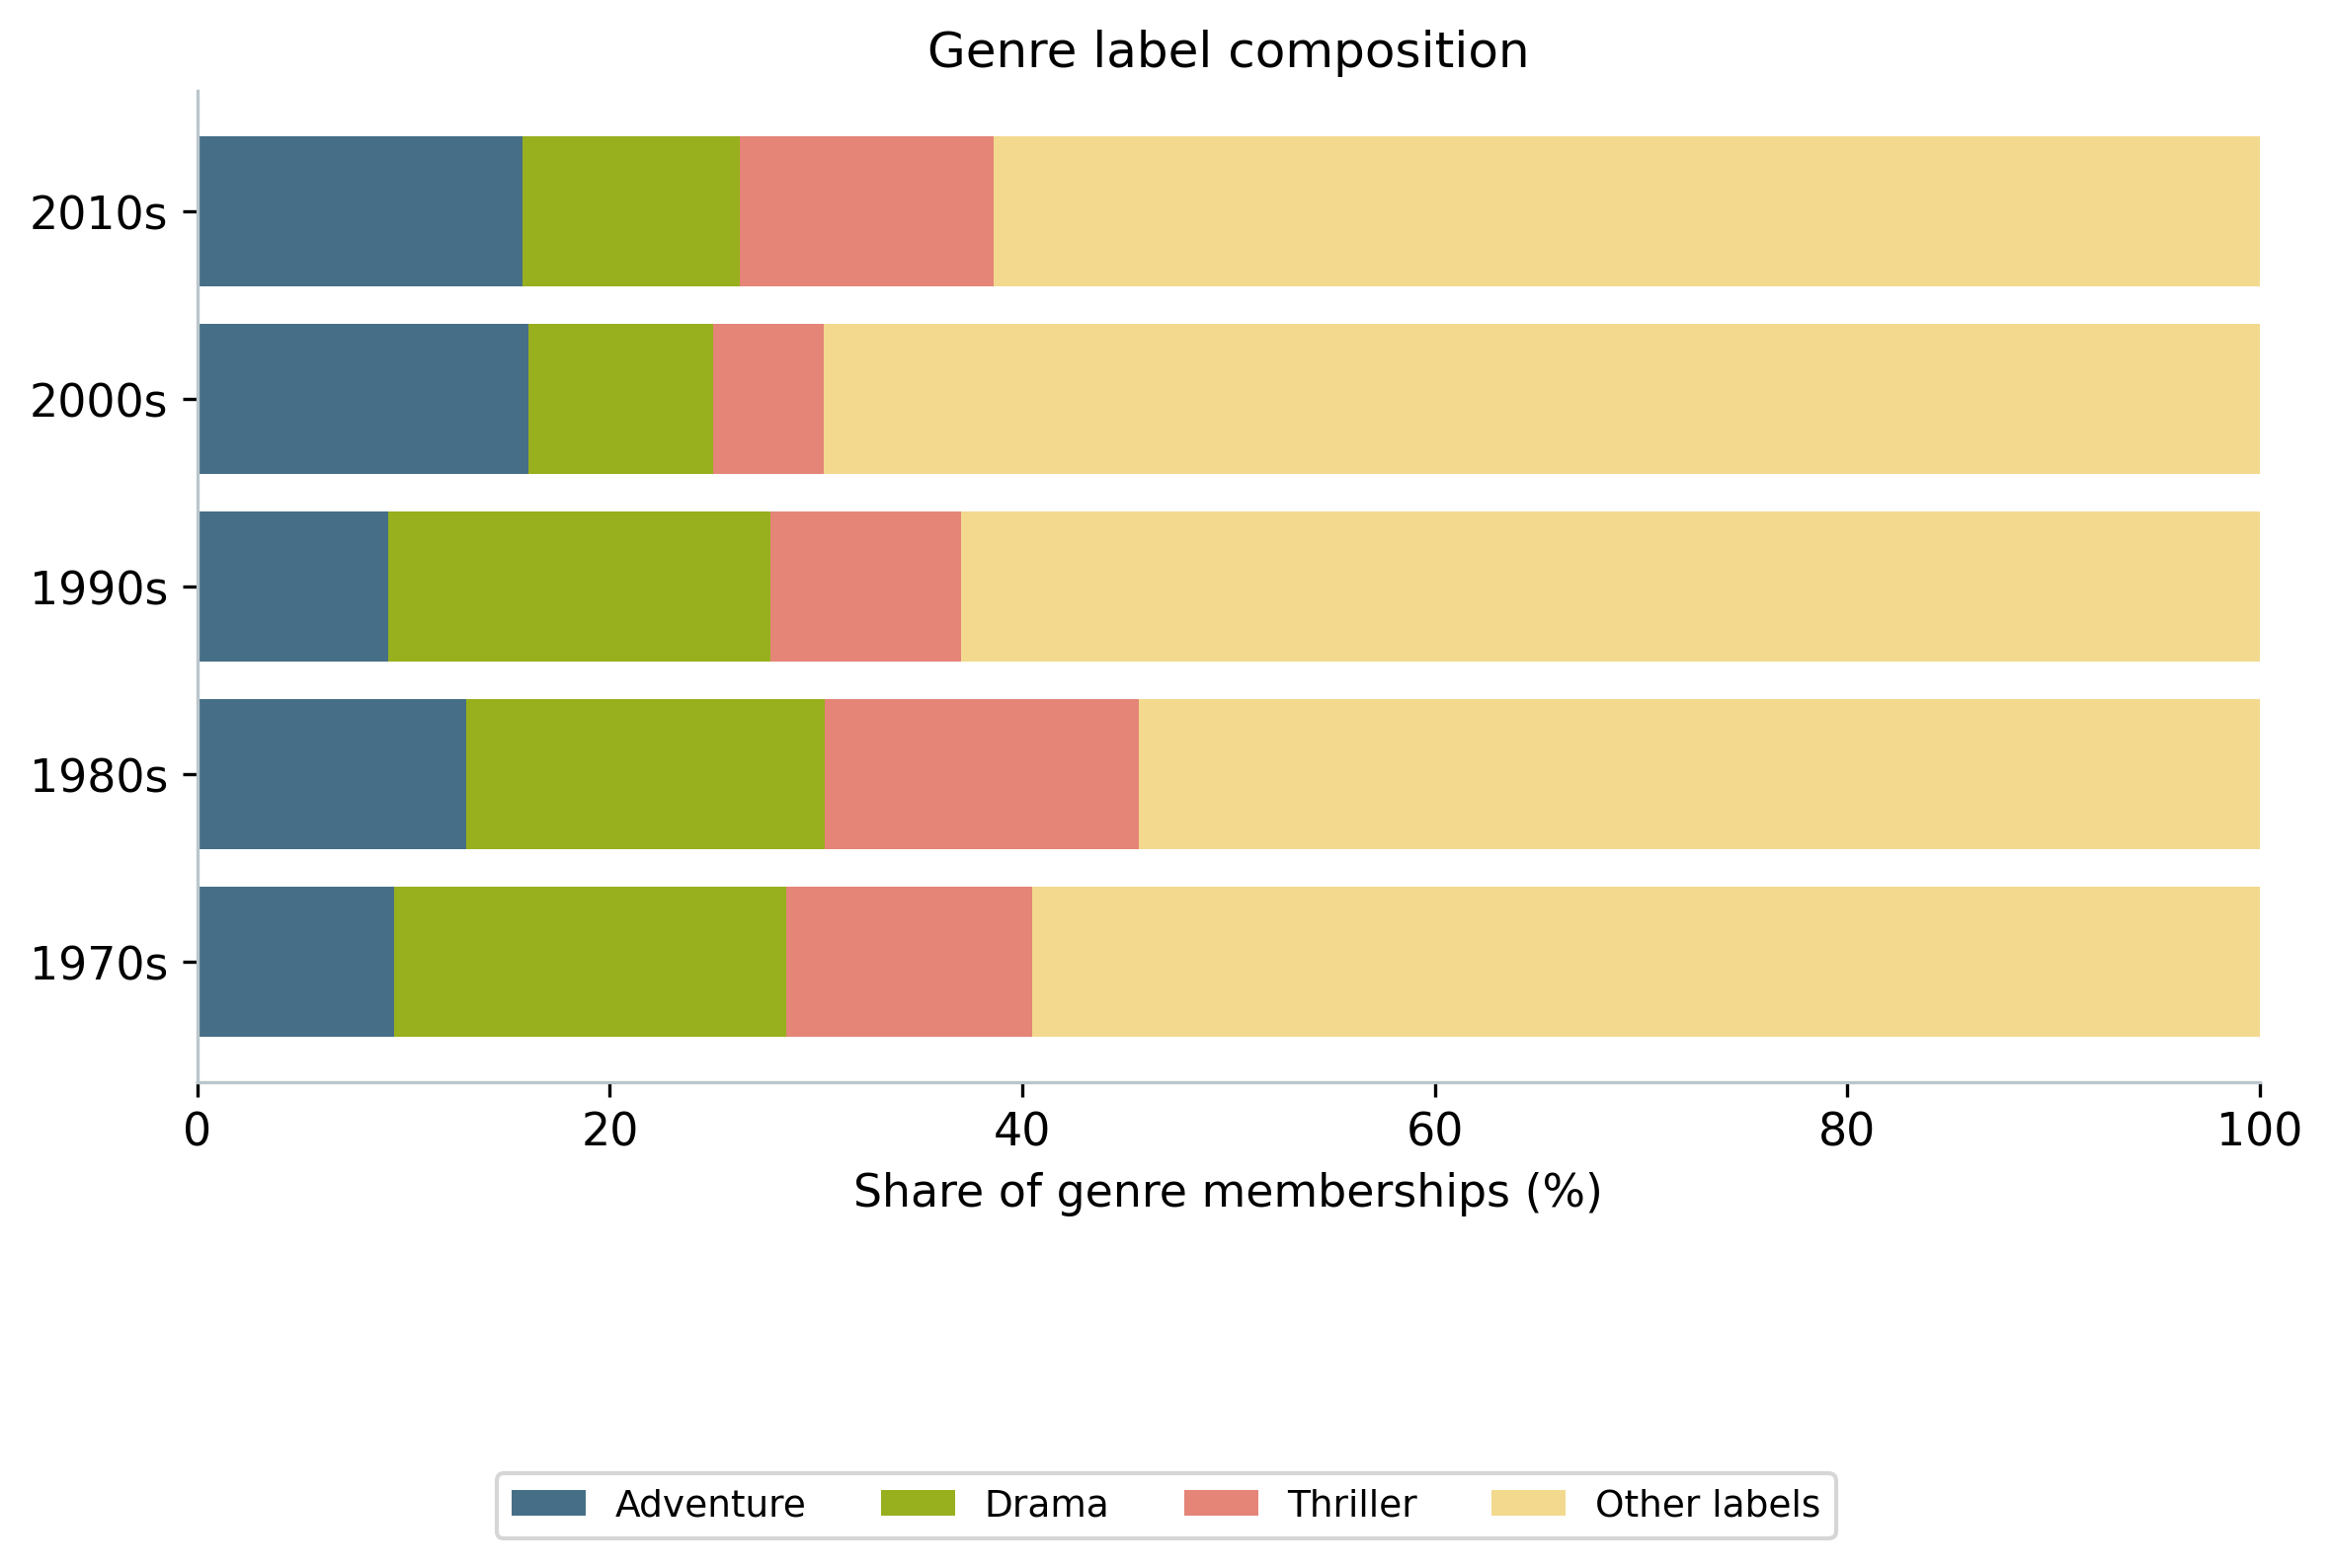 Genre label composition
2010s
2000s
1990s
1980s
1970s
0 20 40 60 80 100
Share of genre memberships (%)
Adventure Drama Thriller Other labels